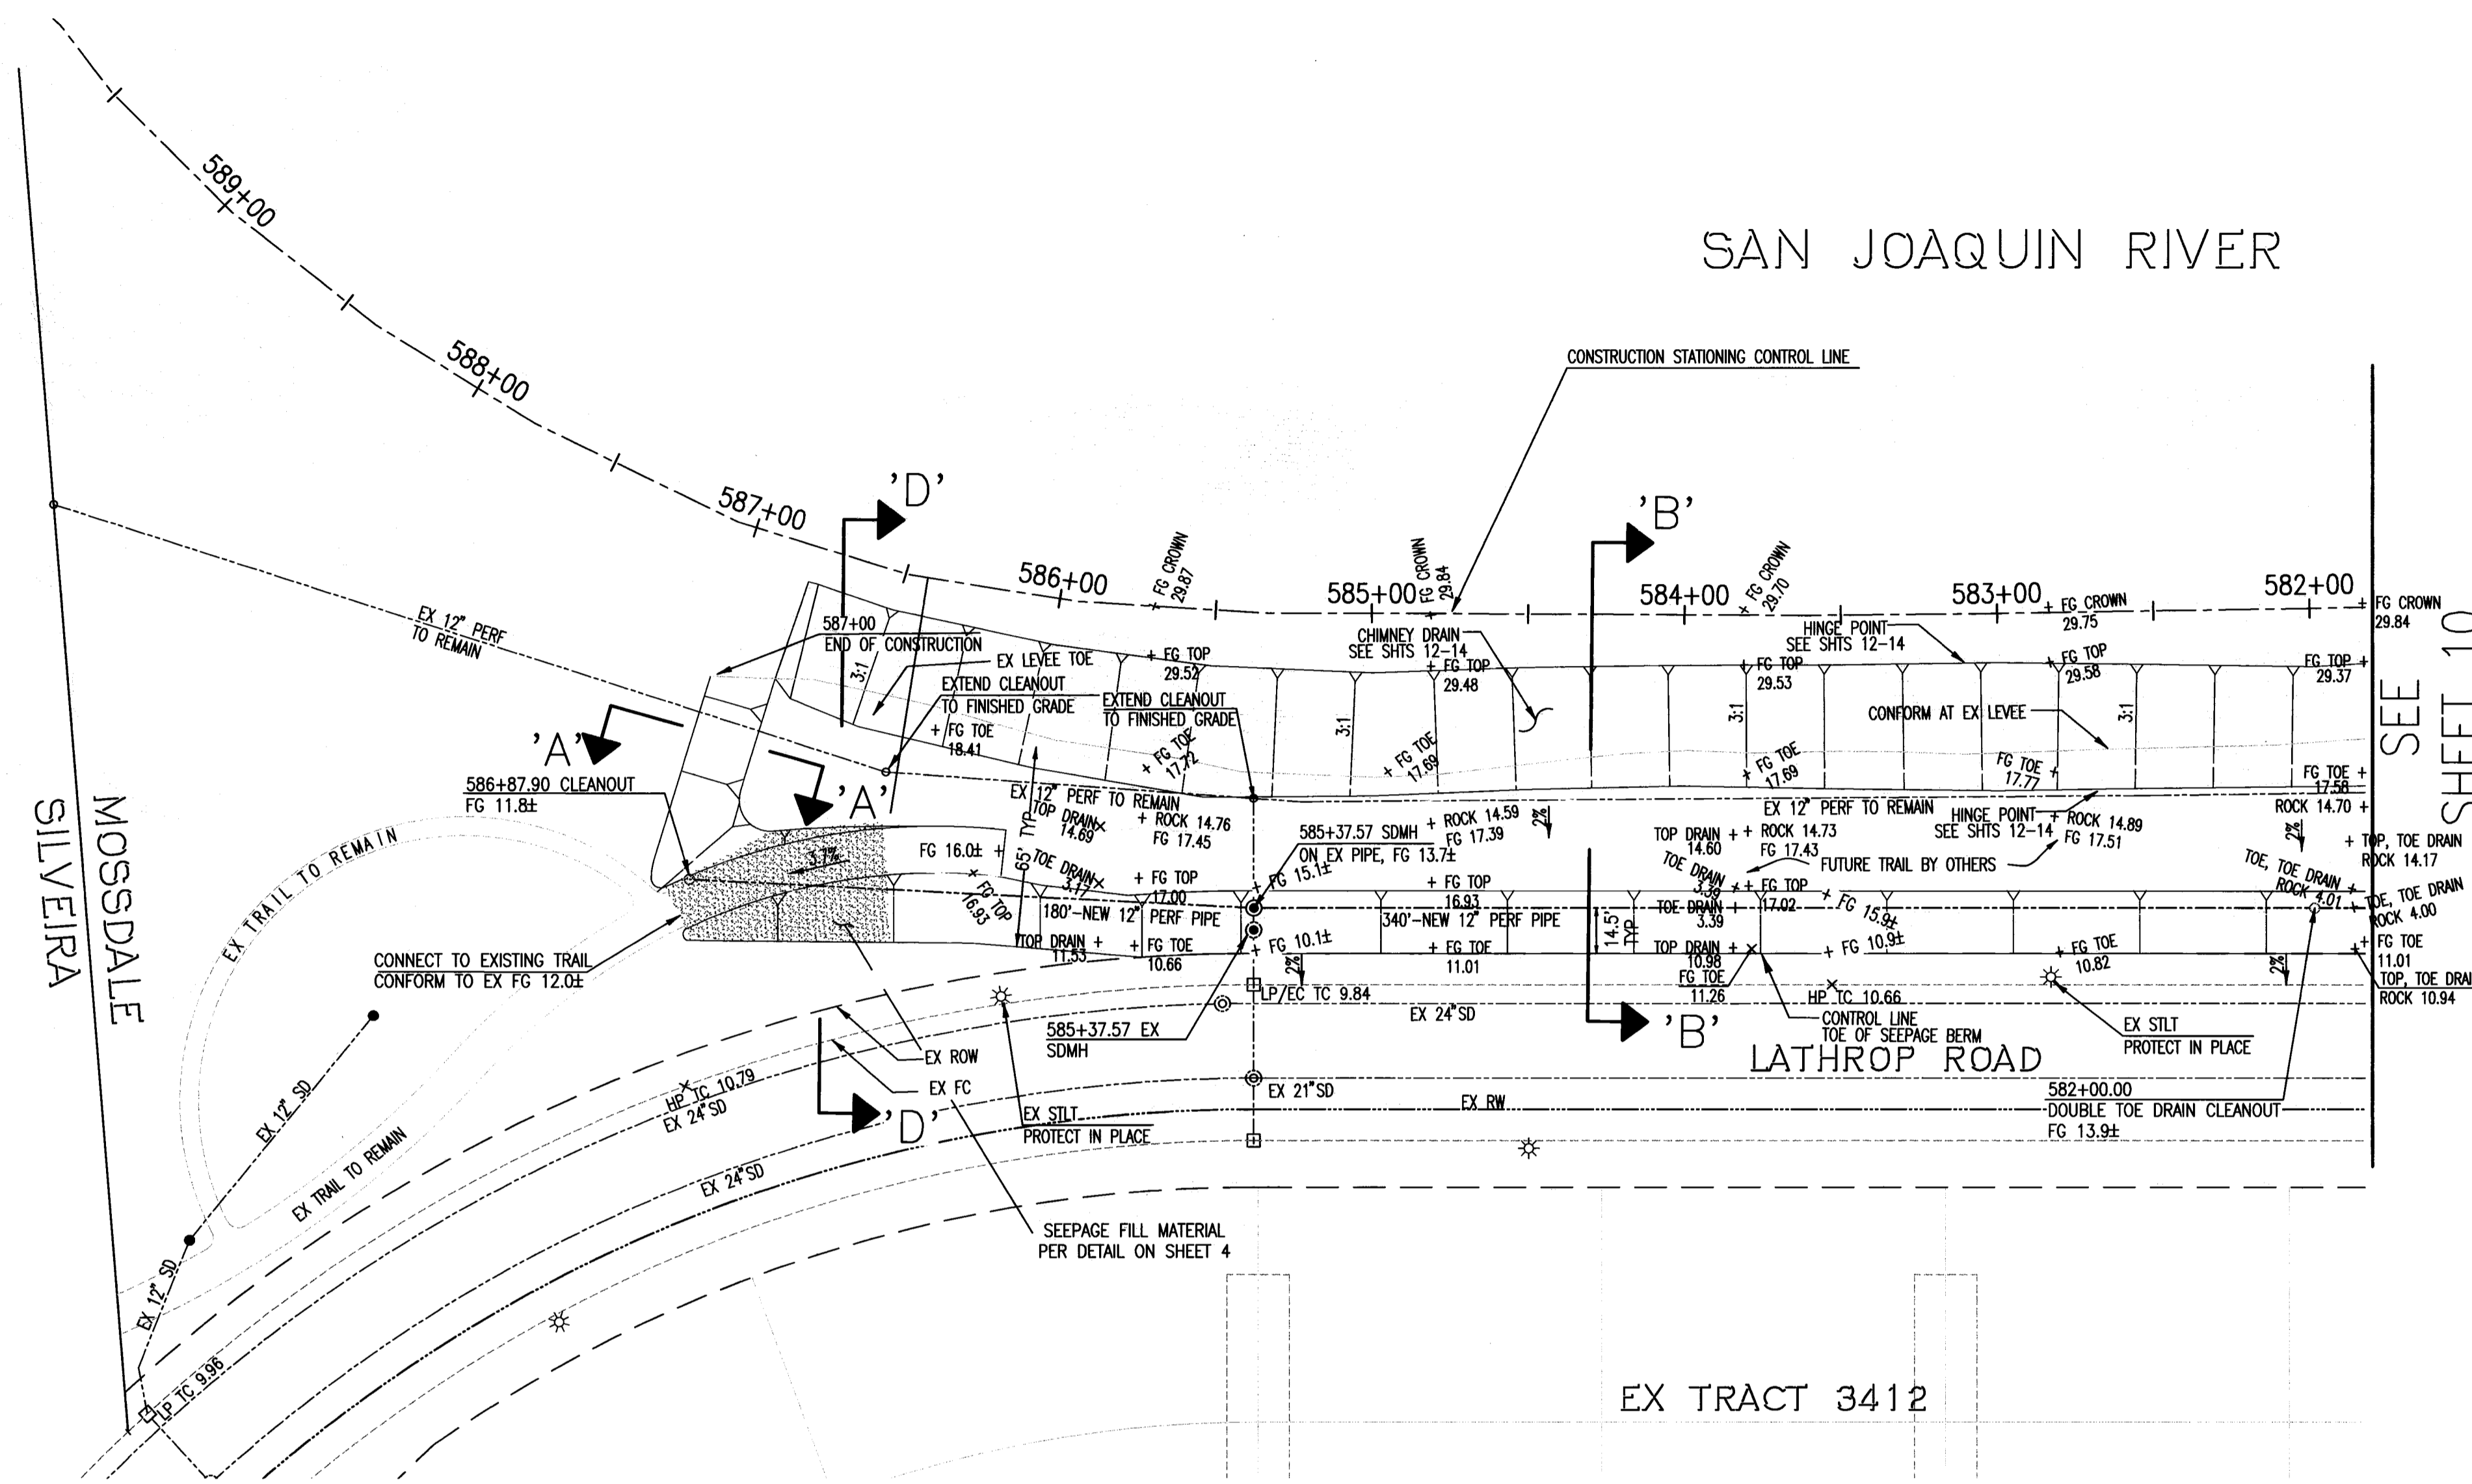 SAN JOAQUIN RIVER
589+00
588+00
587+00
586+00
585+00
584+00
583+00
582+00
CONSTRUCTION STATIONING CONTROL LINE
'D'
'B'
FG CROWN
29.87
FG CROWN
29.84
FG CROWN
29.70
FG CROWN
29.75
FG CROWN
29.84
SEE
SHEET 10
EX 12" PERF
TO REMAIN
587+00
END OF CONSTRUCTION
3:1
EX LEVEE TOE
EXTEND CLEANOUT
TO FINISHED GRADE
EXTEND CLEANOUT
TO FINISHED GRADE
FG TOP
29.52
CHIMNEY DRAIN
SEE SHTS 12-14
FG TOP
29.48
HINGE POINT
SEE SHTS 12-14
FG TOP
29.53
FG TOP
29.58
FG TOP
29.37
3:1
3:1
3:1
CONFORM AT EX LEVEE
FG TOE
18.41
FG TOE
17.72
FG TOE
17.69
FG TOE
17.69
FG TOE
17.77
FG TOE
17.58
'A'
'A'
586+87.90 CLEANOUT
FG 11.8±
EX 12" PERF TO REMAIN
TOP DRAIN
14.69
ROCK 14.76
FG 17.45
65' TYP
585+37.57 SDMH
ON EX PIPE, FG 13.7±
ROCK 14.59
FG 17.39
2%
EX 12" PERF TO REMAIN
TOP DRAIN
14.60
ROCK 14.73
FG 17.43
HINGE POINT
SEE SHTS 12-14
ROCK 14.89
FG 17.51
ROCK 14.70
2%
TOP, TOE DRAIN
ROCK 14.17
FUTURE TRAIL BY OTHERS
3.7%
FG 16.0±
TOE DRAIN
3.17
FG TOP
16.93
FG TOP
17.00
FG 15.1±
FG TOP
16.93
TOE DRAIN
3.39
FG TOP
17.02
TOE DRAIN
3.39
FG 15.9±
TOE, TOE DRAIN
ROCK 4.01
TOE, TOE DRAIN
ROCK 4.00
180'-NEW 12" PERF PIPE
340'-NEW 12" PERF PIPE
14.5'
TYP
TOP DRAIN
11.53
FG TOE
10.66
FG 10.1±
2%
FG TOE
11.01
TOP DRAIN
10.98
FG TOE
11.26
FG 10.9±
FG TOE
10.82
2%
FG TOE
11.01
TOP, TOE DRAI
ROCK 10.94
MOSSDALE
SILVEIRA
EX TRAIL TO REMAIN
CONNECT TO EXISTING TRAIL
CONFORM TO EX FG 12.0±
LP/EC TC 9.84
EX 24"SD
HP TC 10.66
CONTROL LINE
TOE OF SEEPAGE BERM
EX STLT
PROTECT IN PLACE
585+37.57 EX
SDMH
EX ROW
EX FC
'B'
LATHROP ROAD
HP TC 10.79
EX 24"SD
'D'
EX STLT
PROTECT IN PLACE
EX 21"SD
EX RW
582+00.00
DOUBLE TOE DRAIN CLEANOUT
FG 13.9±
EX 12" SD
EX TRAIL TO REMAIN
EX 24"SD
SEEPAGE FILL MATERIAL
PER DETAIL ON SHEET 4
EX 12" SD
LP TC 9.96
EX TRACT 3412